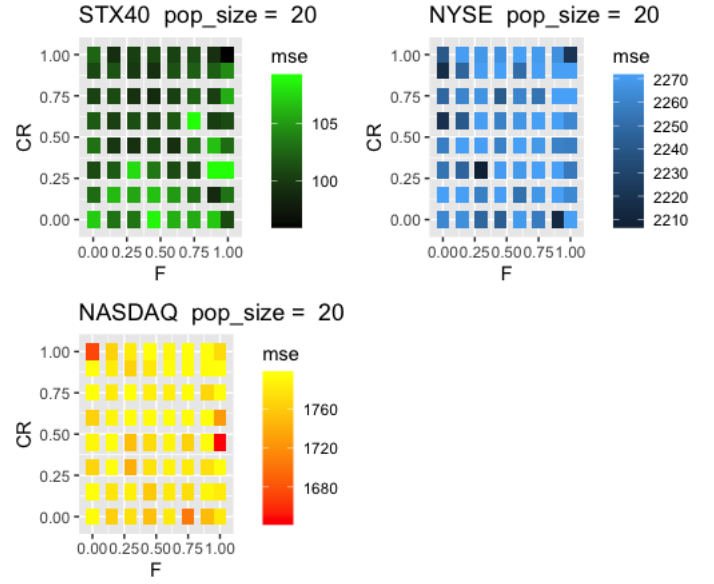 STX40 pop_size = 20
1.00
0.75
0.50
0.25
0.00
CR
0.00 0.25 0.50 0.75 1.00
F
mse
105
100
NYSE pop_size = 20
1.00
0.75
0.50
0.25
0.00
CR
0.00 0.25 0.50 0.75 1.00
F
mse
2270
2260
2250
2240
2230
2220
2210
NASDAQ pop_size = 20
1.00
0.75
0.50
0.25
0.00
CR
0.00 0.25 0.50 0.75 1.00
F
mse
1760
1720
1680